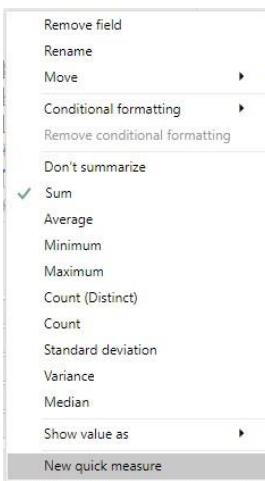 Remove field
Rename
Move
Conditional formatting
Remove conditional formatting
Don't summarize
Sum
Average
Minimum
Maximum
Count (Distinct)
Count
Standard deviation
Variance
Median
Show value as
New quick measure